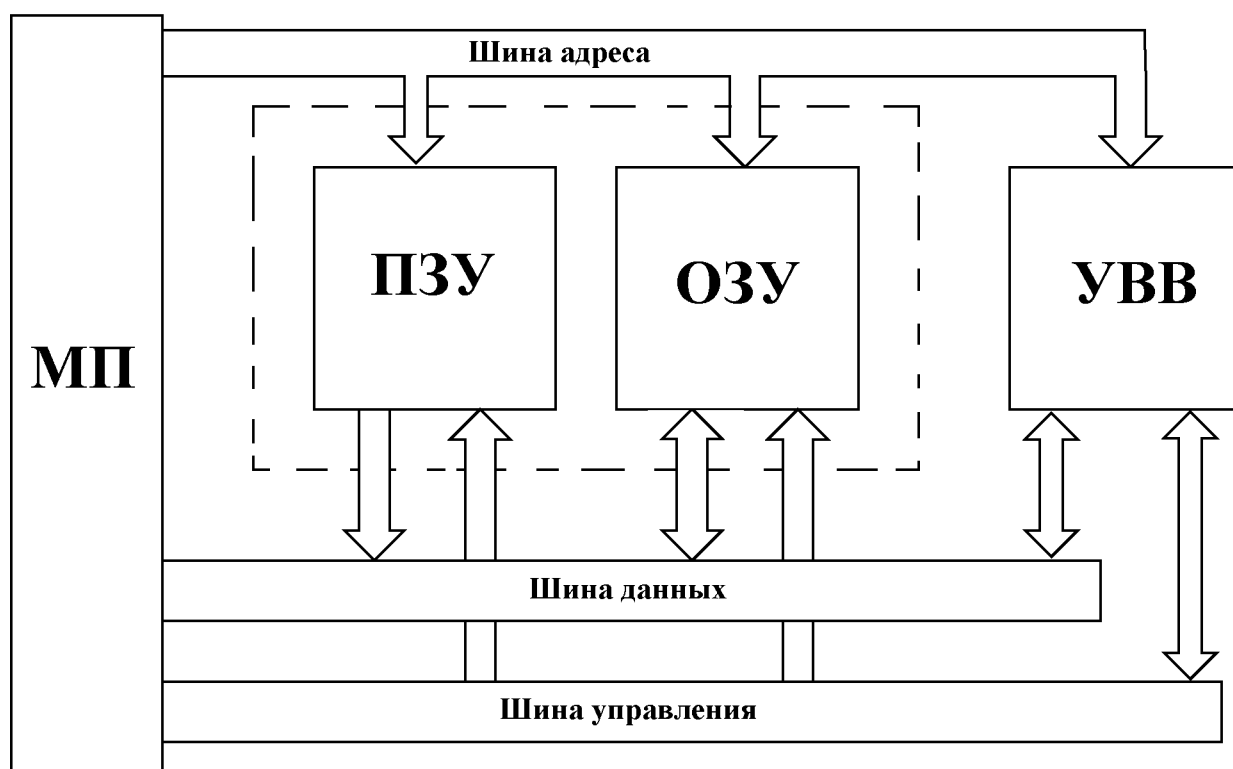 Шина адреса
ПЗУ
ОЗУ
УВВ
МП
Шина данных
Шина управления